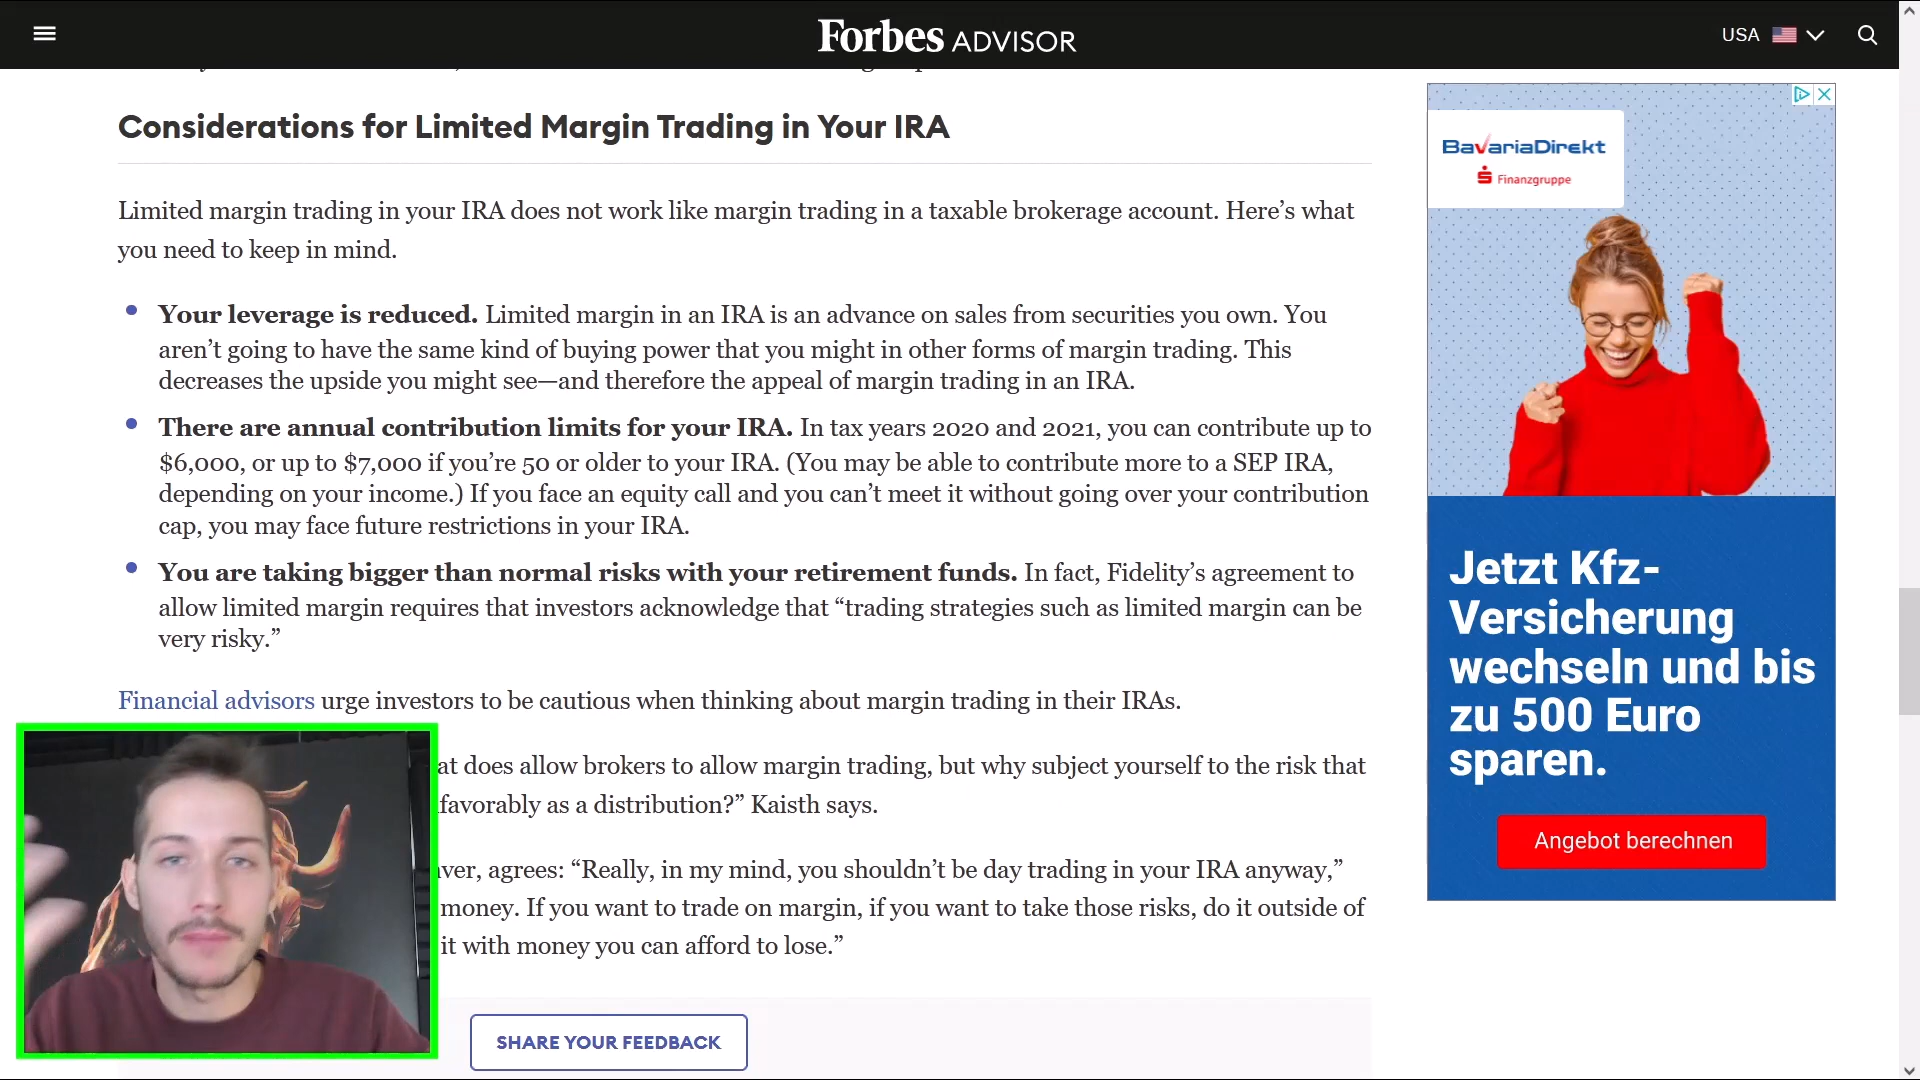 Forbes ADVISOR
USA
Considerations for Limited Margin Trading in Your IRA
Limited margin trading in your IRA does not work like margin trading in a taxable brokerage account. Here’s what
you need to keep in mind.
Your leverage is reduced. Limited margin in an IRA is an advance on sales from securities you own. You
aren’t going to have the same kind of buying power that you might in other forms of margin trading. This
decreases the upside you might see—and therefore the appeal of margin trading in an IRA.
There are annual contribution limits for your IRA. In tax years 2020 and 2021, you can contribute up to
$6,000, or up to $7,000 if you’re 50 or older to your IRA. (You may be able to contribute more to a SEP IRA,
depending on your income.) If you face an equity call and you can’t meet it without going over your contribution
cap, you may face future restrictions in your IRA.
You are taking bigger than normal risks with your retirement funds. In fact, Fidelity’s agreement to
allow limited margin requires that investors acknowledge that “trading strategies such as limited margin can be
very risky.”
Financial advisors urge investors to be cautious when thinking about margin trading in their IRAs.
does allow brokers to allow margin trading, but why subject yourself to the risk that
favorably as a distribution?” Kaisth says.
agrees: “Really, in my mind, you shouldn’t be day trading in your IRA anyway,”
money. If you want to trade on margin, if you want to take those risks, do it outside of
it with money you can afford to lose.”
SHARE YOUR FEEDBACK
BavariaDirekt
Finanzgruppe
Jetzt Kfz-
Versicherung
wechseln und bis
zu 500 Euro
sparen.
Angebot berechnen